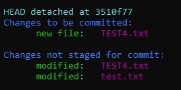 HEAD detached at 3510f77
Changes to be committed:
new file: TEST4.txt
Changes not staged for commit:
modified: TEST4.txt
modified: test.txt